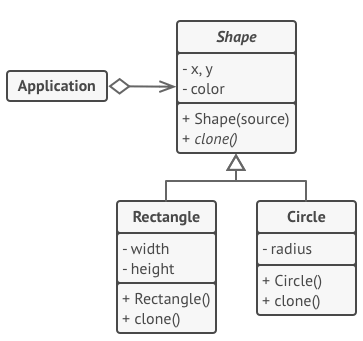 Shape
- x, y
- color
+ Shape(source)
+ clone()
Application
Rectangle
- width
- height
+ Rectangle()
+ clone()
Circle
- radius
+ Circle()
+ clone()